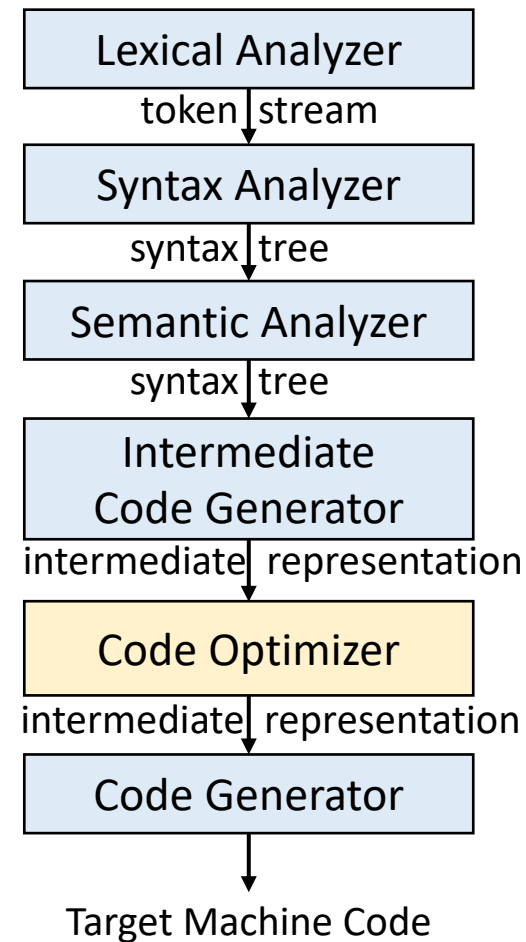 Lexical Analyzer
token stream
Syntax Analyzer
syntax tree
Semantic Analyzer
syntax tree
Intermediate
Code Generator
intermediate representation
Code Optimizer
intermediate representation
Code Generator
Target Machine Code